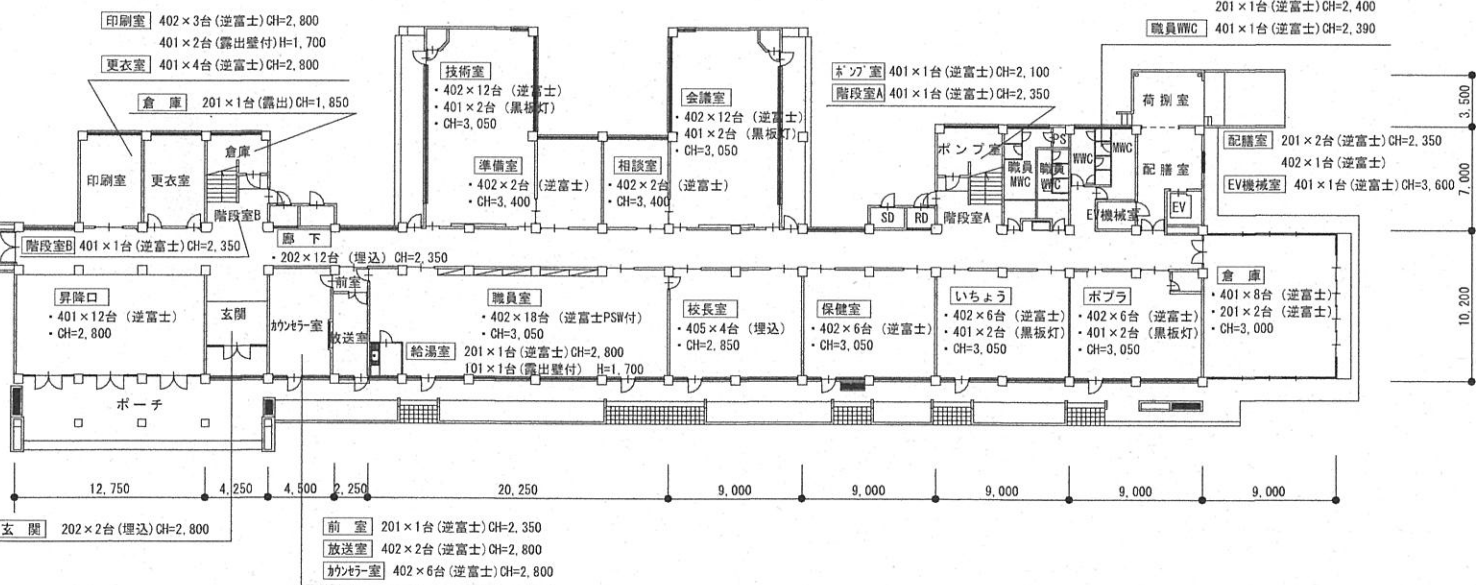 印刷室 402×3台(逆富士)CH=2,800
401×2台(露出壁付)H=1,700
更衣室 401×4台(逆富士)CH=2,800
倉 庫 201×1台(露出)CH=1,850
201×1台(逆富士)CH=2,400
職員WWC 401×1台(逆富士)CH=2,390
ポンプ室 401×1台(逆富士)CH=2,100
階段室A 401×1台(逆富士)CH=2,350
技術室
・402×12台(逆富士)
・401×2台(黒板灯)
・CH=3,050
会議室
・402×12台(逆富士)
401×2台(黒板灯)
・CH=3,050
準備室
・402×2台(逆富士)
・CH=3,400
相談室
・402×2台(逆富士)
・CH=3,400
印刷室
更衣室
倉庫
階段室B
ポンプ室
職員
MWC
職員
WWC
PS
WWC
MWC
荷捌室
配膳室
EV
EV機械室
階段室A
SD
RD
3,500
7,000
10,200
配膳室 201×2台(逆富士)CH=2,350
402×1台(逆富士)
EV機械室 401×1台(逆富士)CH=3,600
階段室B 401×1台(逆富士)CH=2,350
廊 下
・202×12台(埋込)CH=2,350
昇降口
・401×12台(逆富士)
・CH=2,800
玄関
カウンセラー室
前室
放送室
職員室
・402×18台(逆富士PSW付)
・CH=3,050
給湯室 201×1台(逆富士)CH=2,800
101×1台(露出壁付) H=1,700
校長室
・405×4台(埋込)
・CH=2,850
保健室
・402×6台(逆富士)
・CH=3,050
いちょう
・402×6台(逆富士)
・401×2台(黒板灯)
・CH=3,050
ポプラ
・402×6台(逆富士)
・401×2台(黒板灯)
・CH=3,050
倉 庫
・401×8台(逆富士)
・201×2台(逆富士)
・CH=3,000
ポーチ
12,750 4,250 4,500 2,250 20,250 9,000 9,000 9,000 9,000 9,000
玄 関 202×2台(埋込)CH=2,800
前 室 201×1台(逆富士)CH=2,350
放送室 402×2台(逆富士)CH=2,800
カウンセラー室 402×6台(逆富士)CH=2,800